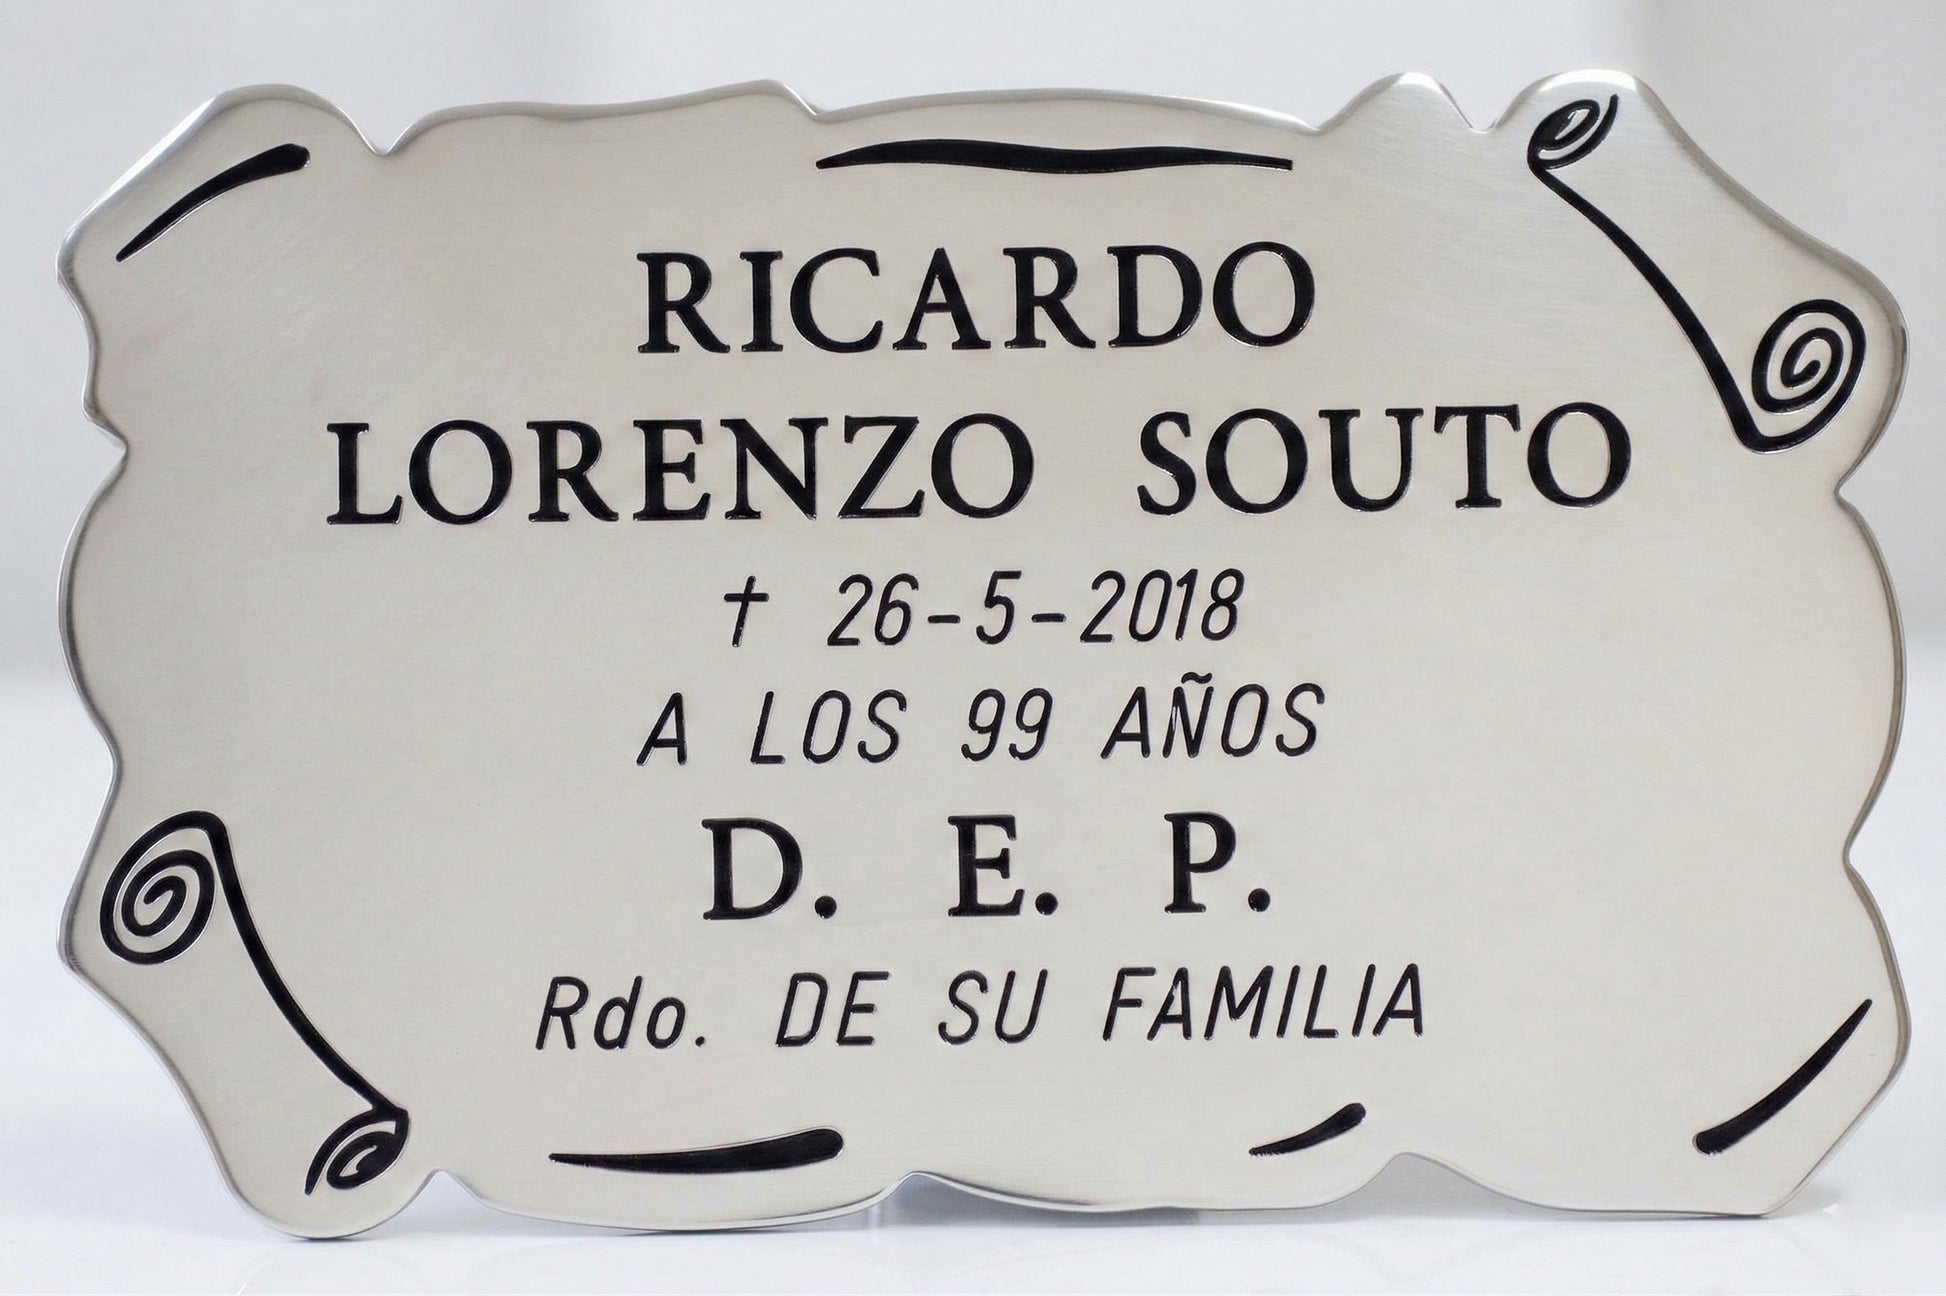 RICARDO
LORENZO SOUTO
† 26-5-2018
A LOS 99 AÑOS
D. E. P.
Rdo. DE SU FAMILIA